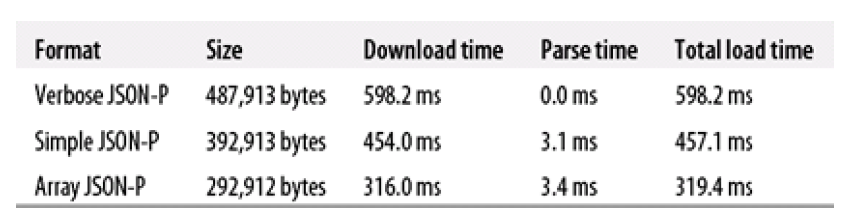 Format Size Download time Parse time Total load time
Verbose JSON-P 487,913 bytes 598.2 ms 0.0 ms 598.2 ms
Simple JSON-P 392,913 bytes 454.0 ms 3.1 ms 457.1 ms
Array JSON-P 292,912 bytes 316.0 ms 3.4 ms 319.4 ms